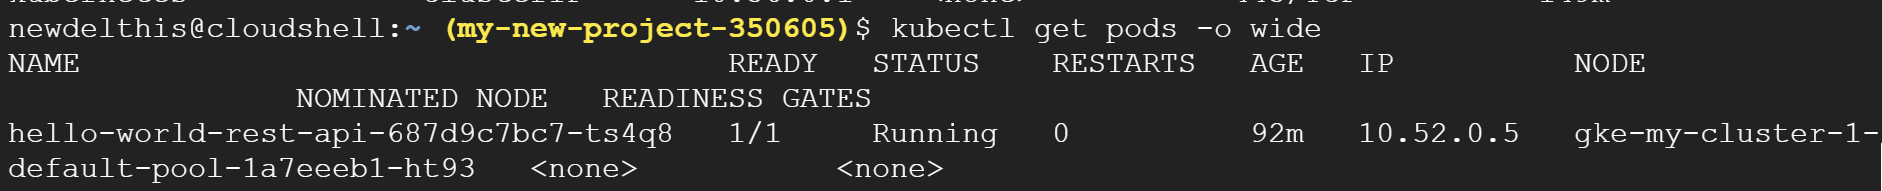 newdelthis@cloudshell:~ (my-new-project-350605)$ kubectl get pods -o wide
NAME READY STATUS RESTARTS AGE IP NODE
NOMINATED NODE READINESS GATES
hello-world-rest-api-687d9c7bc7-ts4q8 1/1 Running 0 92m 10.52.0.5 gke-my-cluster-1-
default-pool-1a7eeeb1-ht93 <none> <none>